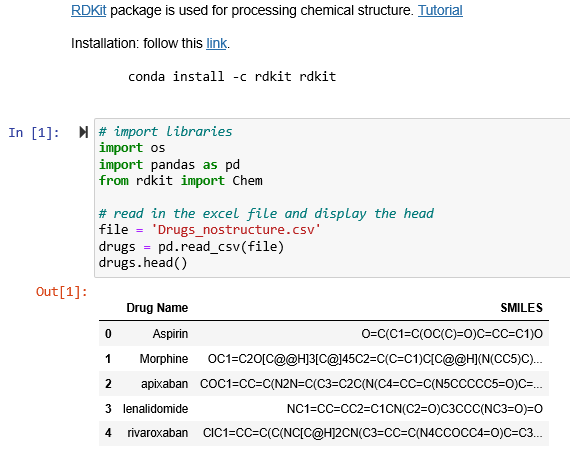 RDKit package is used for processing chemical structure. Tutorial
Installation: follow this link.
conda install -c rdkit rdkit
In [1]:
# import libraries
import os
import pandas as pd
from rdkit import Chem
# read in the excel file and display the head
file = 'Drugs_nostructure.csv'
drugs = pd.read_csv(file)
drugs.head()
Out[1]:
Drug Name SMILES
0 Aspirin O=C(C1=C(OC(C)=O)C=CC=C1)O
1 Morphine OC1=C2O[C@@H]3[C@]45C2=C(C=C1)C[C@@H](N(CC5)C)...
2 apixaban COC1=CC=C(N2N=C(C3=C2C(N(C4=CC=C(N5CCCCC5=O)C=...
3 lenalidomide NC1=CC=CC2=C1CN(C2=O)C3CCC(NC3=O)=O
4 rivaroxaban ClC1=CC=C(C(NC[C@H]2CN(C3=CC=C(N4CCOCC4=O)C=C3...